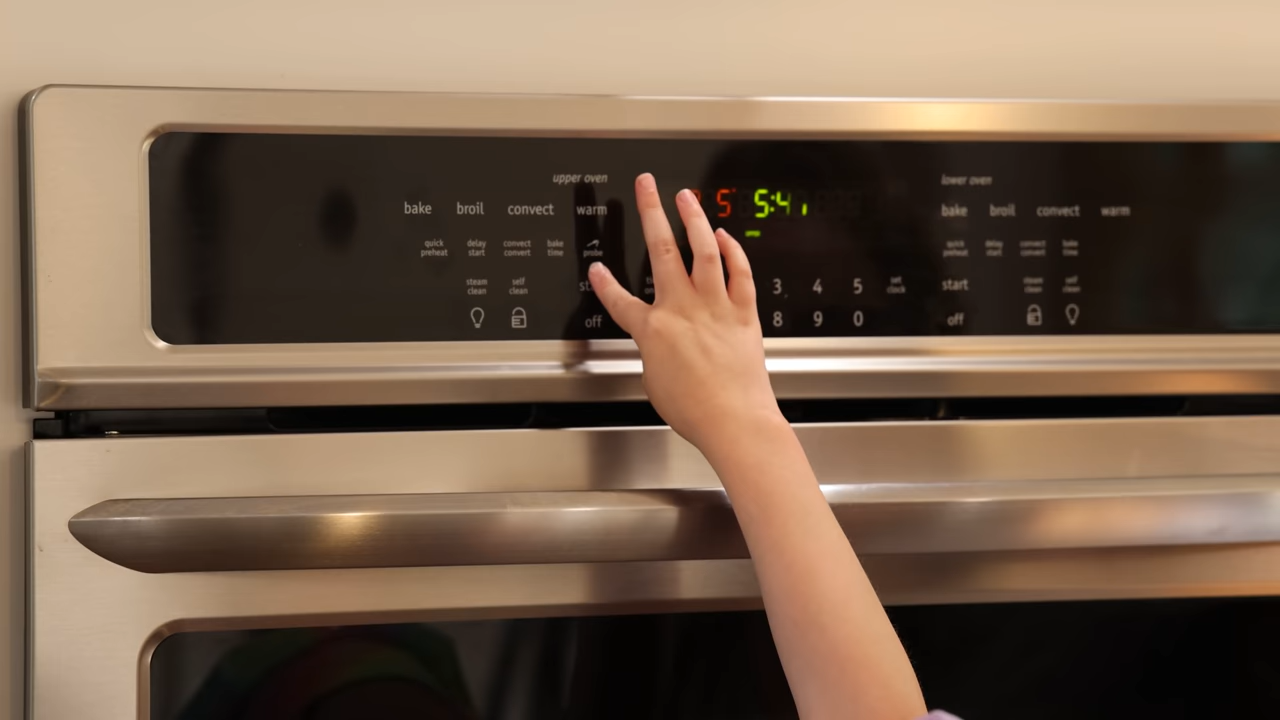 upper oven
bake broil convect warm
quick preheat delay start convect convert bake time probe
steam clean self clean
off
5 5:4
3 4 5 set clock
8 9 0
lower oven
bake broil convect warm
quick preheat delay start convect convert bake time
start steam clean self clean
off